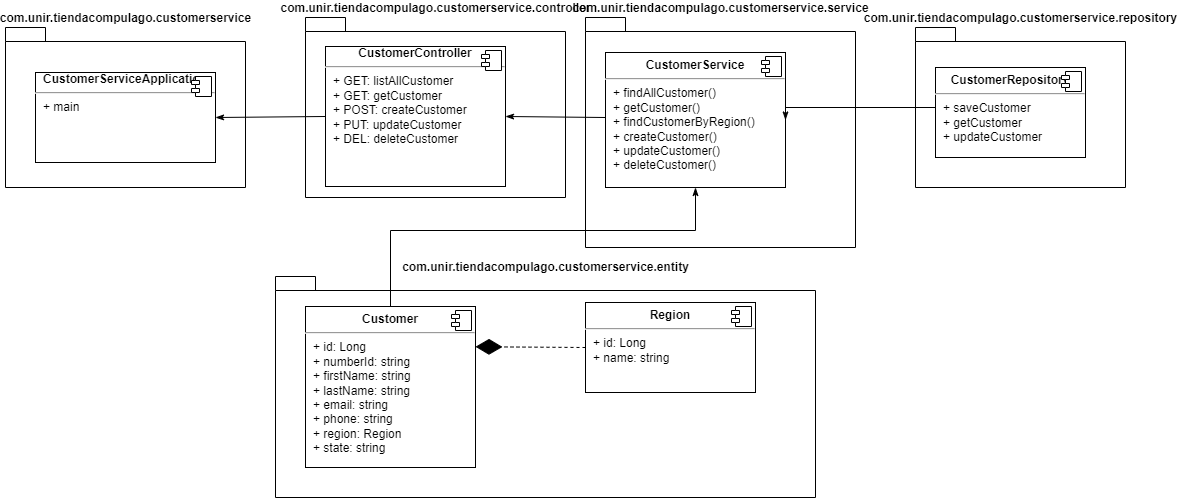 com.unir.tiendacompulago.customerservice
CustomerServiceApplicatic
+ main
com.unir.tiendacompulago.customerservice.controller
CustomerController
+ GET: listAllCustomer
+ GET: getCustomer
+ POST: createCustomer
+ PUT: updateCustomer
+ DEL: deleteCustomer
com.unir.tiendacompulago.customerservice.service
CustomerService
+ findAllCustomer()
+ getCustomer()
+ findCustomerByRegion()
+ createCustomer()
+ updateCustomer()
+ deleteCustomer()
com.unir.tiendacompulago.customerservice.repository
CustomerRepository
+ saveCustomer
+ getCustomer
+ updateCustomer
com.unir.tiendacompulago.customerservice.entity
Customer
+ id: Long
+ numberId: string
+ firstName: string
+ lastName: string
+ email: string
+ phone: string
+ region: Region
+ state: string
Region
+ id: Long
+ name: string